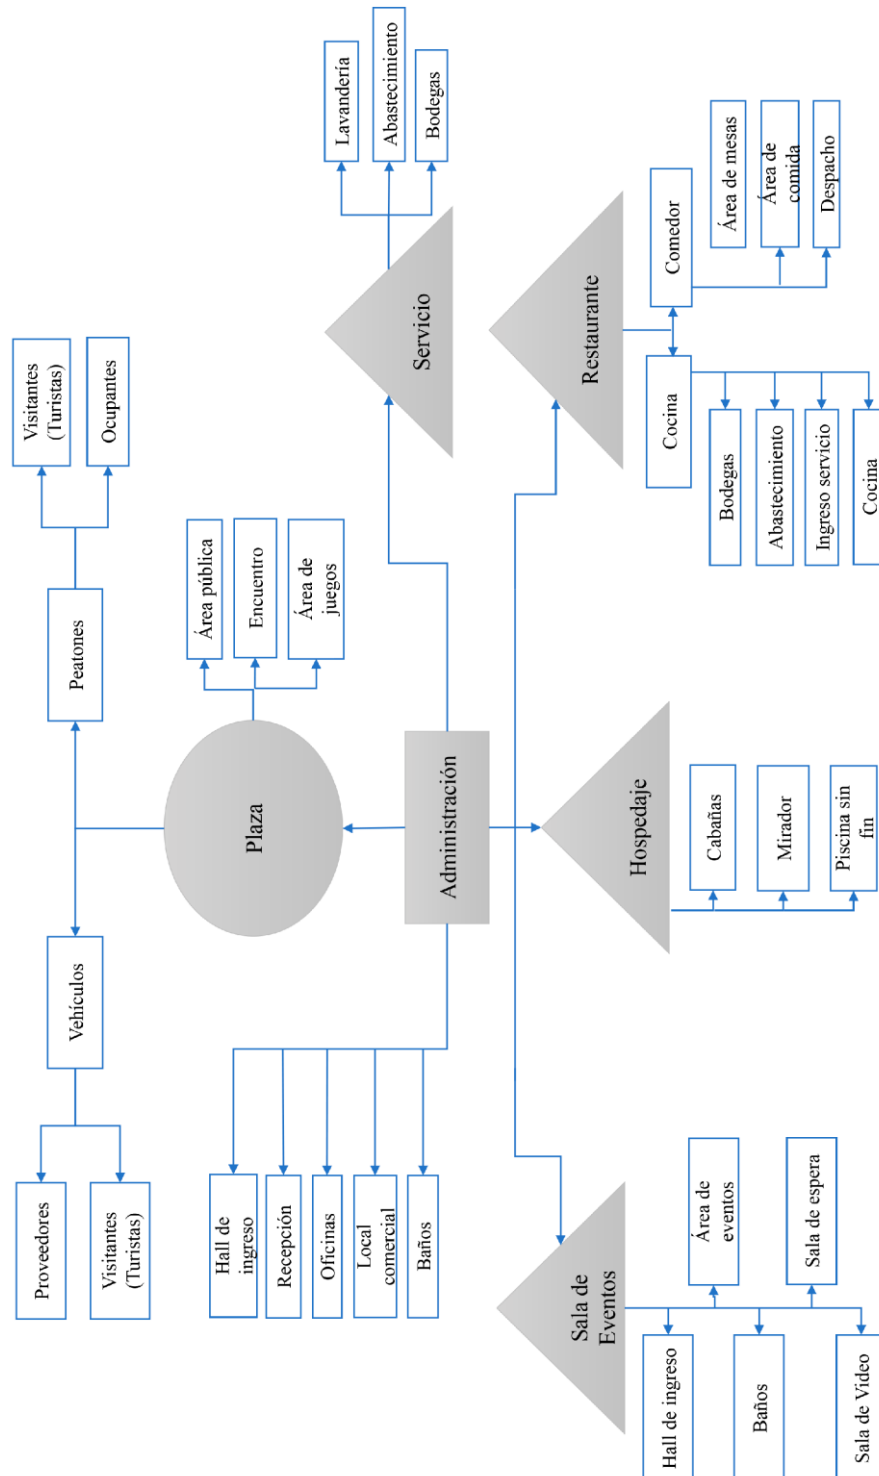 Proveedores
Visitantes
(Turistas)
Vehículos
Peatones
Visitantes
(Turistas)
Ocupantes
Plaza
Área pública
Encuentro
Área de
juegos
Hall de
ingreso
Recepción
Oficinas
Local
comercial
Baños
Administración
Servicio
Lavandería
Abastecimiento
Bodegas
Sala de
Eventos
Hall de ingreso
Área de
eventos
Baños
Sala de espera
Sala de Video
Hospedaje
Cabañas
Mirador
Piscina sin
fin
Restaurante
Cocina
Bodegas
Abastecimiento
Ingreso servicio
Cocina
Comedor
Área de mesas
Área de
comida
Despacho